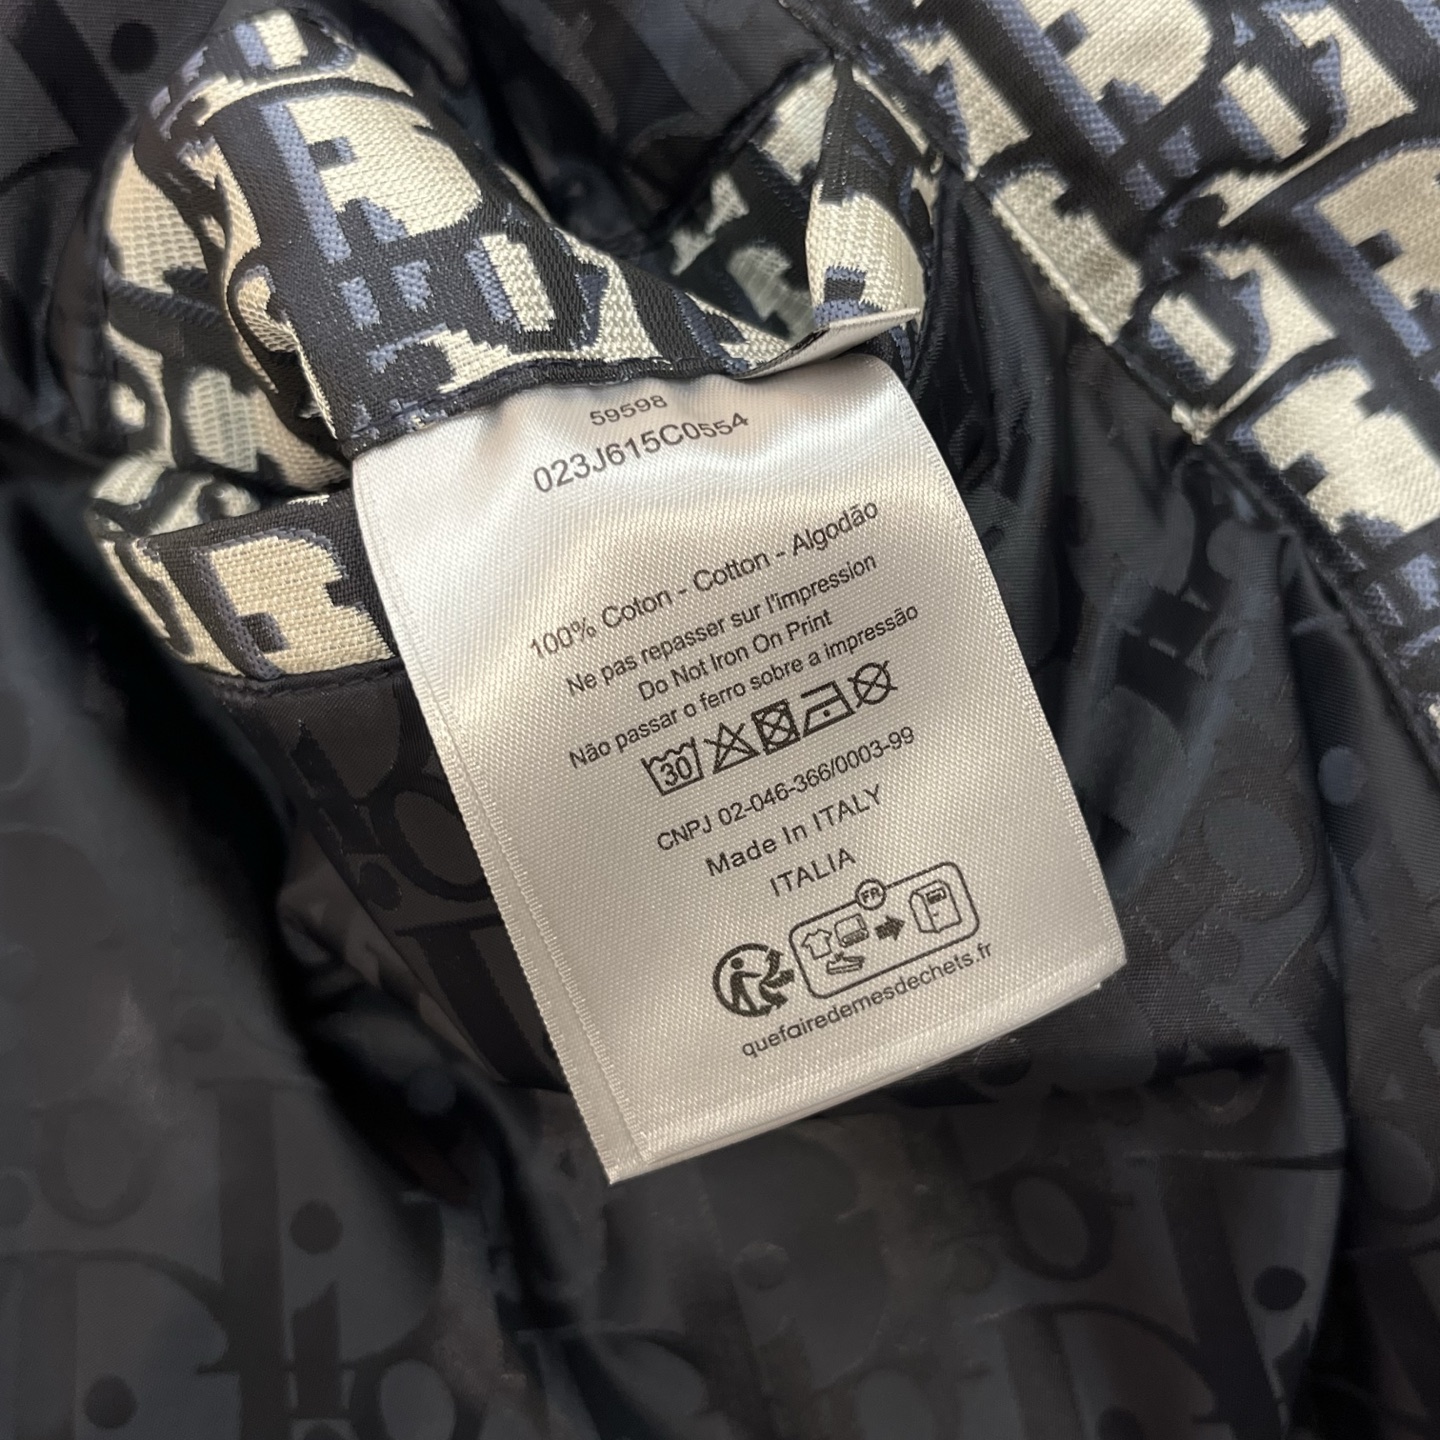 59598
023J615C0554
100% Coton - Cotton - Algodão
Ne pas repasser sur l'impression
Do Not Iron On Print
Não passar o ferro sobre a impressão
30
CNPJ 02-046-366/0003-99
Made In ITALY
ITALIA
FR
quefairedemesdechets.fr